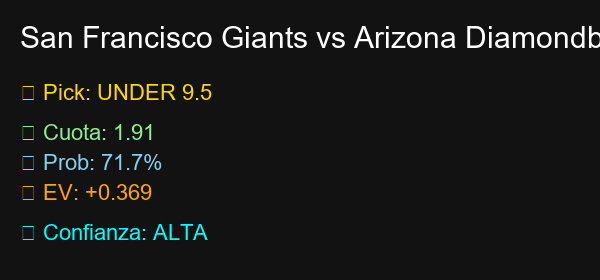 San Francisco Giants vs Arizona Diamondb
Pick: UNDER 9.5
Cuota: 1.91
Prob: 71.7%
EV: +0.369
Confianza: ALTA